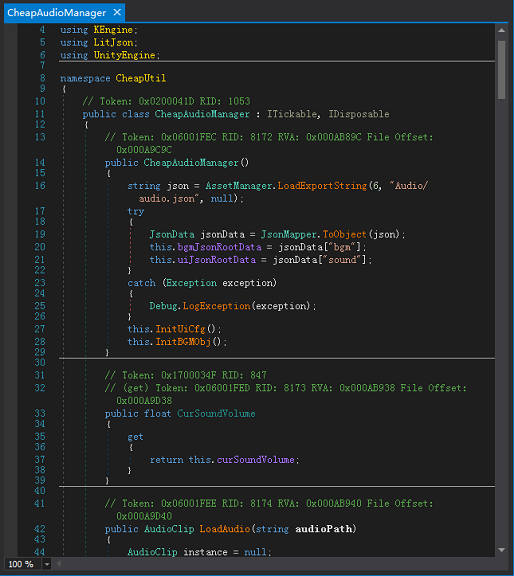 CheapAudioManager ×
4 using KEngine;
5 using LitJson;
6 using UnityEngine;
7
8 namespace CheapUtil
9 {
10 // Token: 0x0200041D RID: 1053
11 public class CheapAudioManager : ITickable, IDisposable
12 {
13 // Token: 0x06001FEC RID: 8172 RVA: 0x000AB89C File Offset:
0x000A9C9C
14 public CheapAudioManager()
15 {
16 string json = AssetManager.LoadExportString(6, "Audio/
audio.json", null);
17 try
18 {
19 JsonData jsonData = JsonMapper.ToObject(json);
20 this.bgmJsonRootData = jsonData["bgm"];
21 this.uiJsonRootData = jsonData["sound"];
22 }
23 catch (Exception exception)
24 {
25 Debug.LogException(exception);
26 }
27 this.InitUiCfg();
28 this.InitBGMObj();
29 }
30
31 // Token: 0x1700034F RID: 847
32 // (get) Token: 0x06001FED RID: 8173 RVA: 0x000AB938 File Offset:
0x000A9D38
33 public float CurSoundVolume
34 {
35 get
36 {
37 return this.curSoundVolume;
38 }
39 }
40
41 // Token: 0x06001FEE RID: 8174 RVA: 0x000AB940 File Offset:
0x000A9D40
42 public AudioClip LoadAudio(string audioPath)
43 {
44 AudioClip instance = null;
100 %